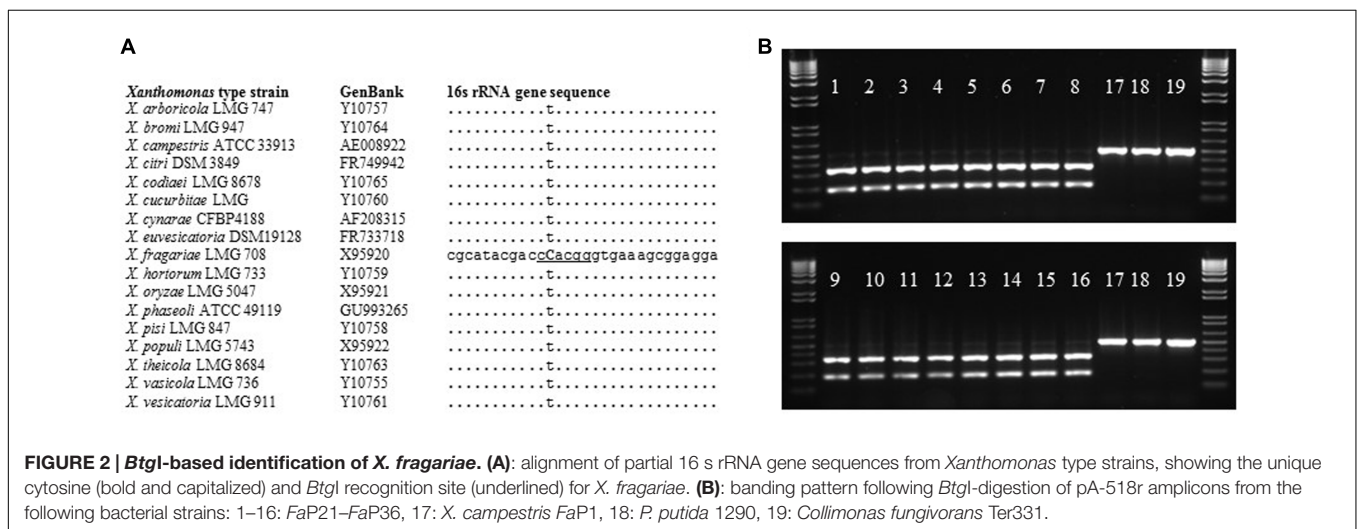 A
Xanthomonas type strain GenBank 16s rRNA gene sequence
X. arboricola LMG 747 Y10757 ...........t.................
X. bromi LMG 947 Y10764 ...........t.................
X. campestris ATCC 33913 AE008922 ...........t.................
X. citri DSM 3849 FR749942 ...........t.................
X. codiaei LMG 8678 Y10765 ...........t.................
X. cucurbitae LMG Y10760 ...........t.................
X. cynarae CFBP4188 AF208315 ...........t.................
X. euvesicatoria DSM19128 FR733718 ...........t.................
X. fragariae LMG 708 X95920 cgcatacgaccCacgggtgaaagcggagga
X. hortorum LMG 733 Y10759 ...........t.................
X. oryzae LMG 5047 X95921 ...........t.................
X. phaseoli ATCC 49119 GU993265 ...........t.................
X. pisi LMG 847 Y10758 ...........t.................
X. populi LMG 5743 X95922 ...........t.................
X. theicola LMG 8684 Y10763 ...........t.................
X. vasicola LMG 736 Y10755 ...........t.................
X. vesicatoria LMG 911 Y10761 ...........t.................
B
1 2 3 4 5 6 7 8 17 18 19
9 10 11 12 13 14 15 16 17 18 19
FIGURE 2 | BtgI-based identification of X. fragariae. (A): alignment of partial 16 s rRNA gene sequences from Xanthomonas type strains, showing the unique
cytosine (bold and capitalized) and BtgI recognition site (underlined) for X. fragariae. (B): banding pattern following BtgI-digestion of pA-518r amplicons from the
following bacterial strains: 1–16: FaP21–FaP36, 17: X. campestris FaP1, 18: P. putida 1290, 19: Collimonas fungivorans Ter331.